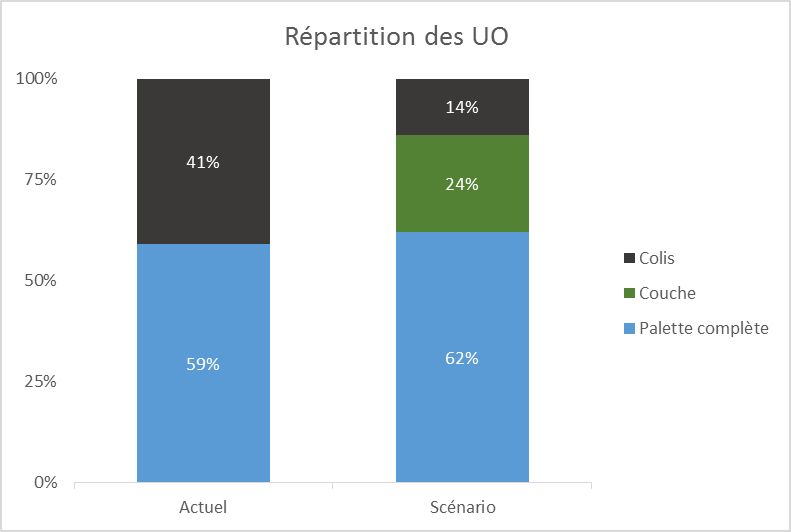 Répartition des UO
100%
75%
50%
25%
0%
41%
59%
14%
24%
62%
Actuel
Scénario
Colis
Couche
Palette complète